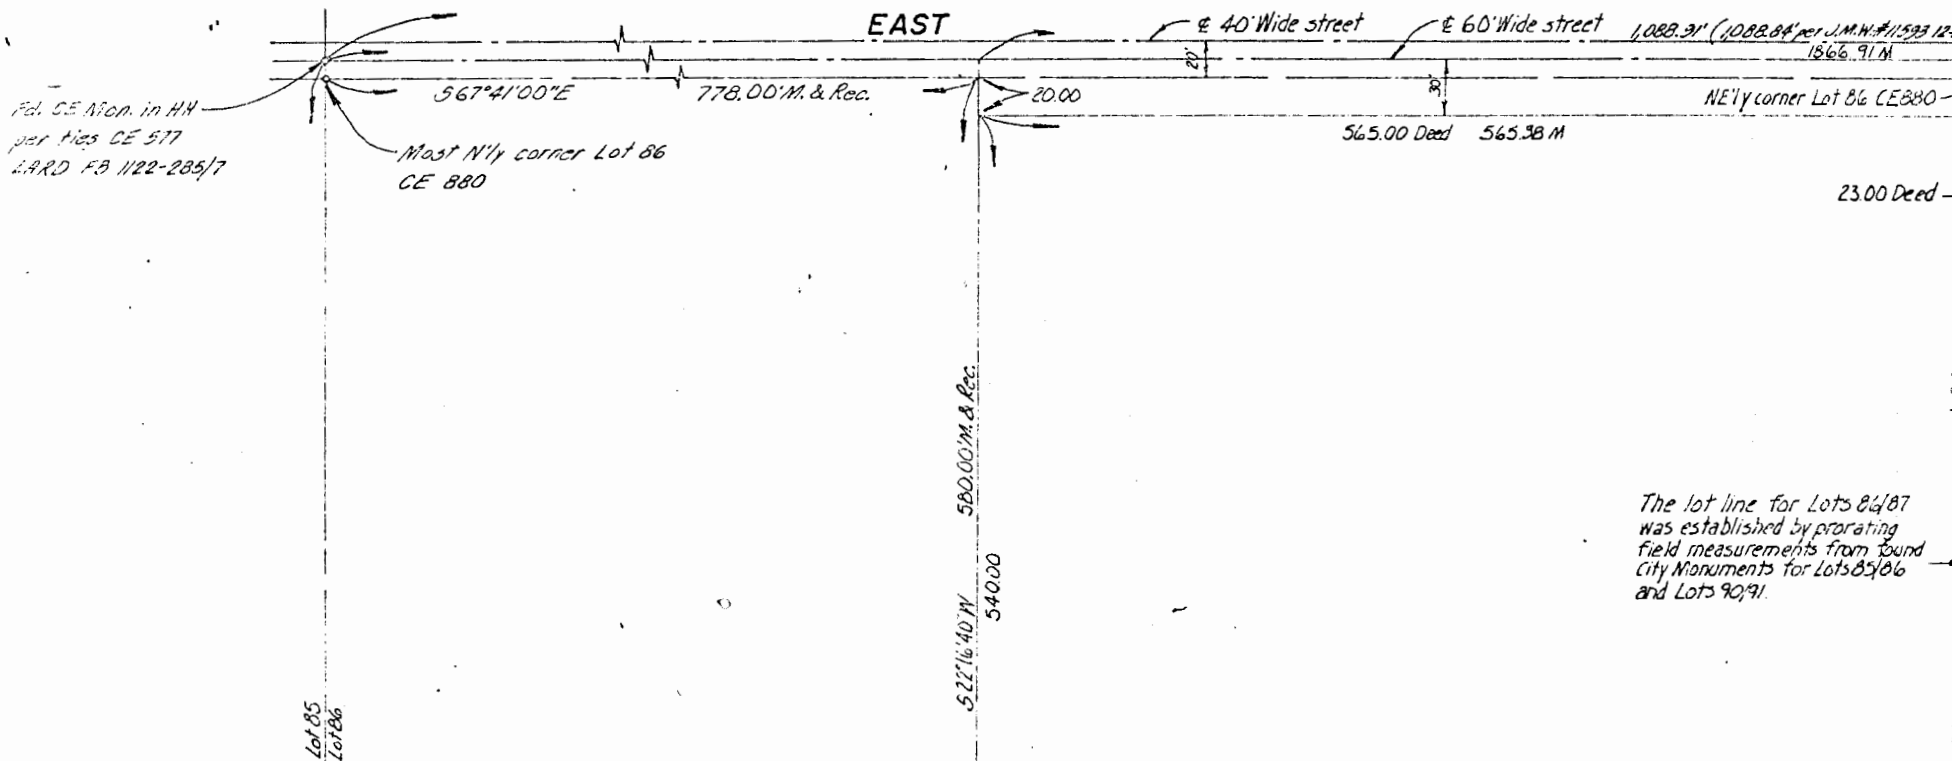 EAST
℄ 40' Wide street
℄ 60' Wide street
1,088.91' (1,088.84' per J.M.W.#11593 12-
1866.91 M
20'
30'
Fd. CE Mon. in HH
per ties CE 577
LARD FB 1122-285/7
S67°41'00"E
778.00' M. & Rec.
20.00
NE'ly corner Lot 86 CE880
565.00 Deed 565.38 M
Most N'ly corner Lot 86
CE 880
23.00 Deed
580.00' M. & Rec.
S22°16'40"W
540.00
The lot line for Lots 86/87
was established by prorating
field measurements from found
City Monuments for Lots 85/86
and Lots 90/91.
Lot 85
Lot 86